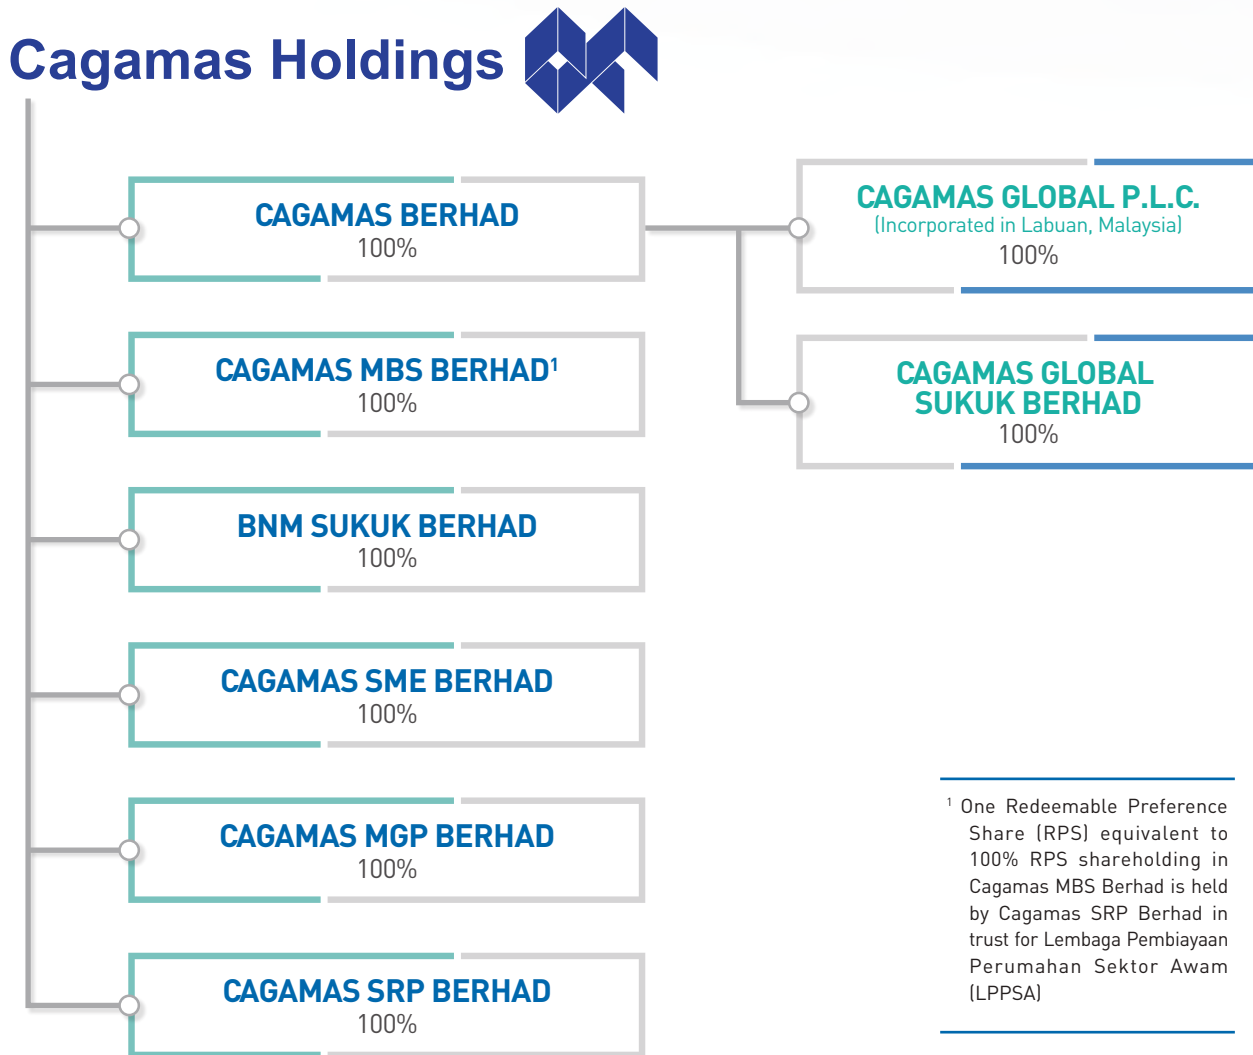 Cagamas Holdings
CAGAMAS BERHAD
100%
CAGAMAS MBS BERHAD¹
100%
BNM SUKUK BERHAD
100%
CAGAMAS SME BERHAD
100%
CAGAMAS MGP BERHAD
100%
CAGAMAS SRP BERHAD
100%
CAGAMAS GLOBAL P.L.C.
(Incorporated in Labuan, Malaysia)
100%
CAGAMAS GLOBAL
SUKUK BERHAD
100%
¹ One Redeemable Preference
Share (RPS) equivalent to
100% RPS shareholding in
Cagamas MBS Berhad is held
by Cagamas SRP Berhad in
trust for Lembaga Pembiayaan
Perumahan Sektor Awam
(LPPSA)